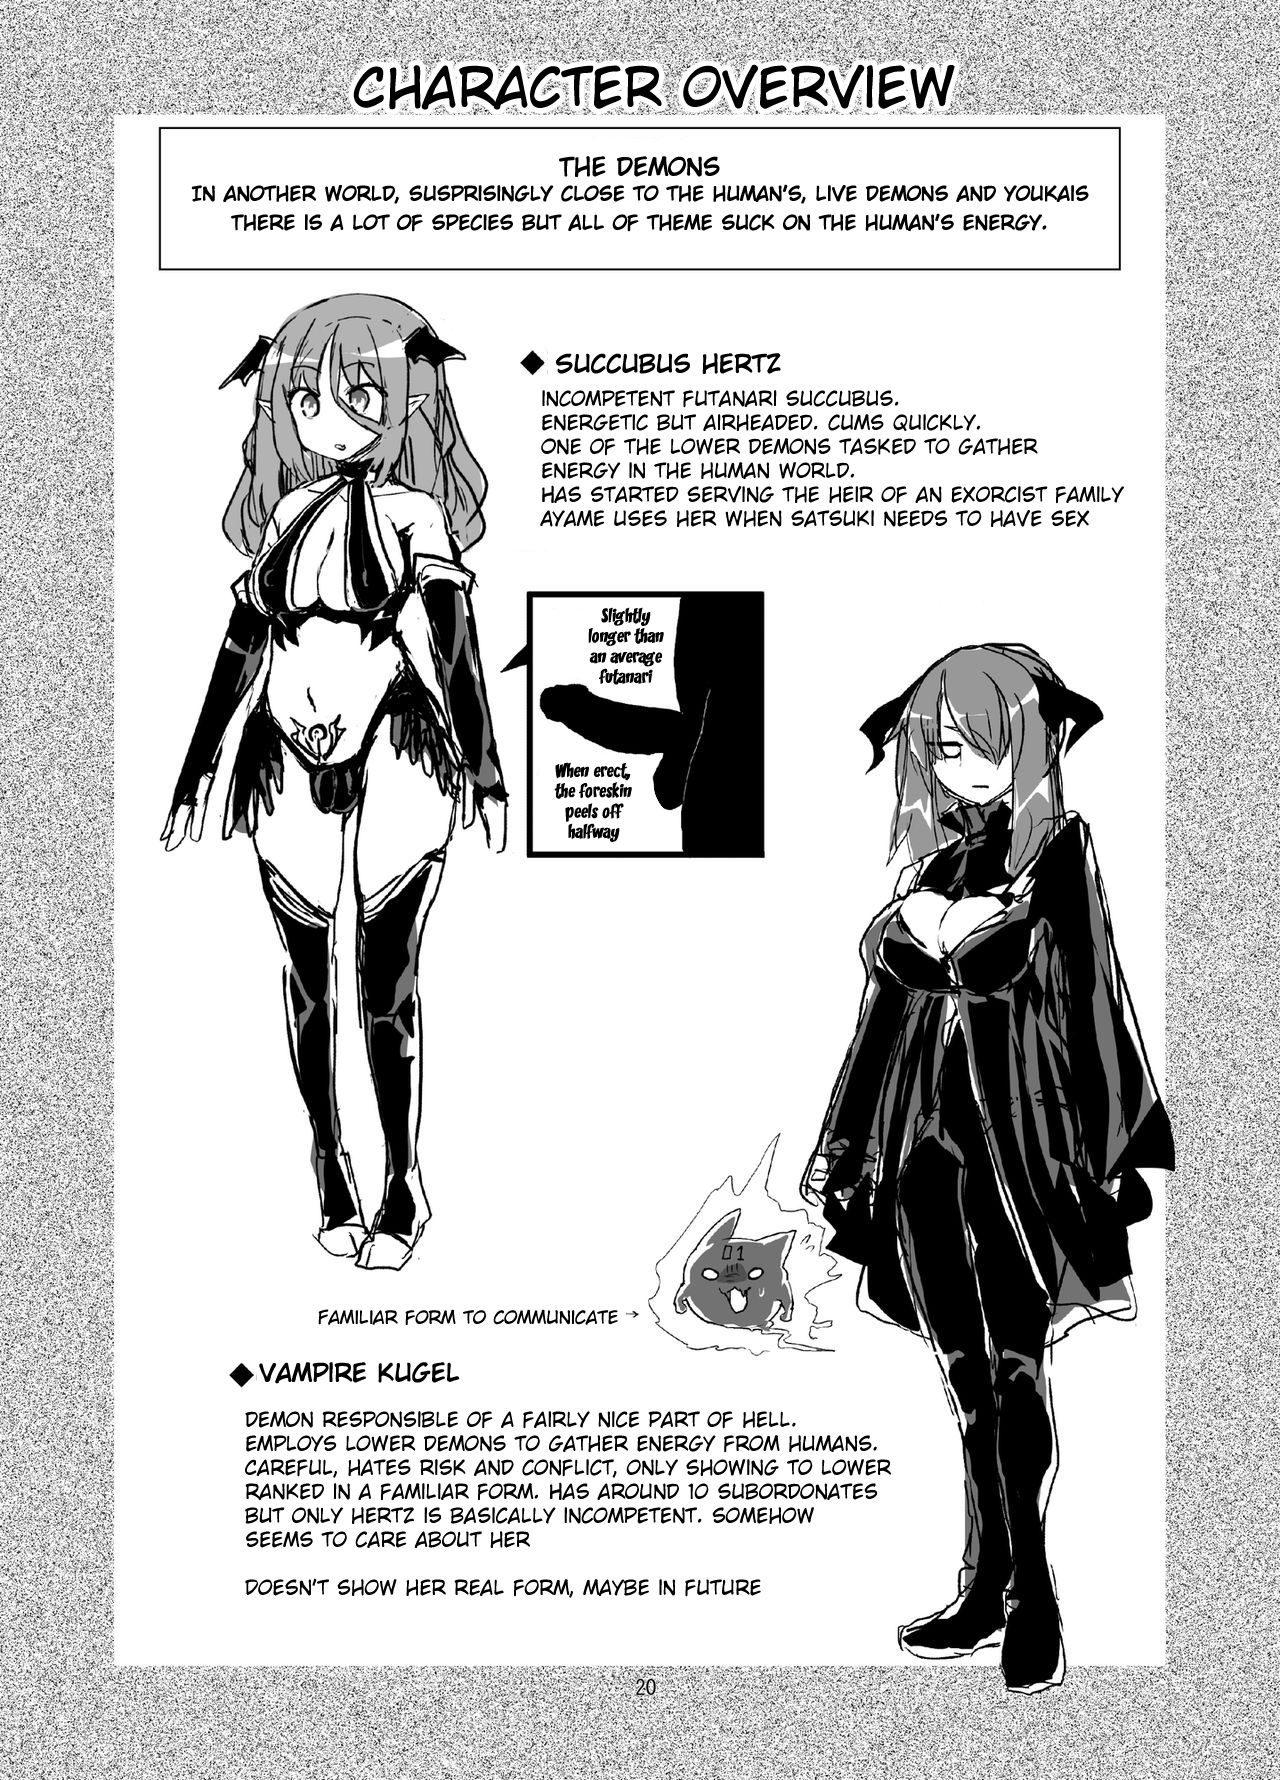 CHARACTER OVERVIEW
THE DEMONS
IN ANOTHER WORLD, SUSPRISINGLY CLOSE TO THE HUMAN'S, LIVE DEMONS AND YOUKAIS
THERE IS A LOT OF SPECIES BUT ALL OF THEME SUCK ON THE HUMAN'S ENERGY.
◆ SUCCUBUS HERTZ
INCOMPETENT FUTANARI SUCCUBUS.
ENERGETIC BUT AIRHEADED. CUMS QUICKLY.
ONE OF THE LOWER DEMONS TASKED TO GATHER
ENERGY IN THE HUMAN WORLD.
HAS STARTED SERVING THE HEIR OF AN EXORCIST FAMILY
AYAME USES HER WHEN SATSUKI NEEDS TO HAVE SEX
Slightly
longer than
an average
futanari
When erect,
the foreskin
peels off
halfway
01
FAMILIAR FORM TO COMMUNICATE →
◆ VAMPIRE KUGEL
DEMON RESPONSIBLE OF A FAIRLY NICE PART OF HELL.
EMPLOYS LOWER DEMONS TO GATHER ENERGY FROM HUMANS.
CAREFUL, HATES RISK AND CONFLICT, ONLY SHOWING TO LOWER
RANKED IN A FAMILIAR FORM. HAS AROUND 10 SUBORDONATES
BUT ONLY HERTZ IS BASICALLY INCOMPETENT. SOMEHOW
SEEMS TO CARE ABOUT HER
DOESN'T SHOW HER REAL FORM, MAYBE IN FUTURE
20